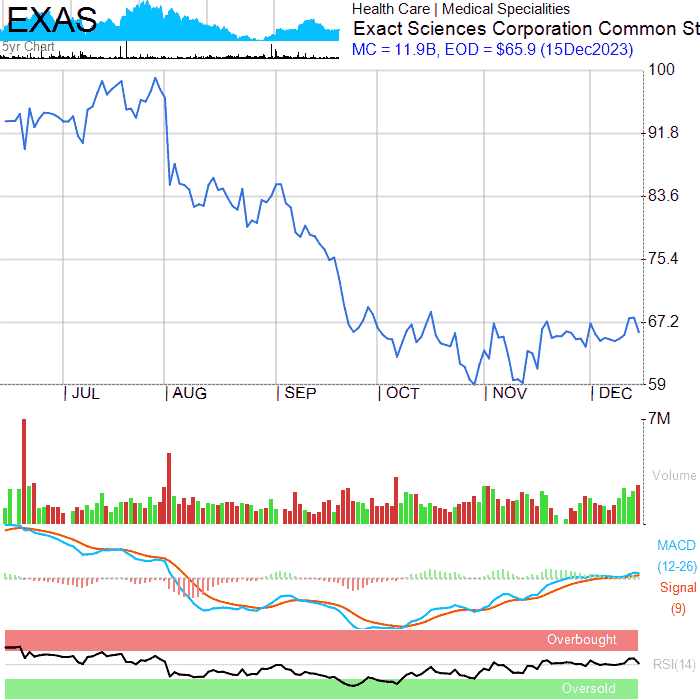 EXAS
5yr Chart
Health Care | Medical Specialities
Exact Sciences Corporation Common St
MC = 11.9B, EOD = $65.9 (15Dec2023)
100
91.8
83.6
75.4
67.2
59
JUL AUG SEP OCT NOV DEC
7M
Volume
MACD
(12-26)
Signal
(9)
Overbought
RSI(14)
Oversold